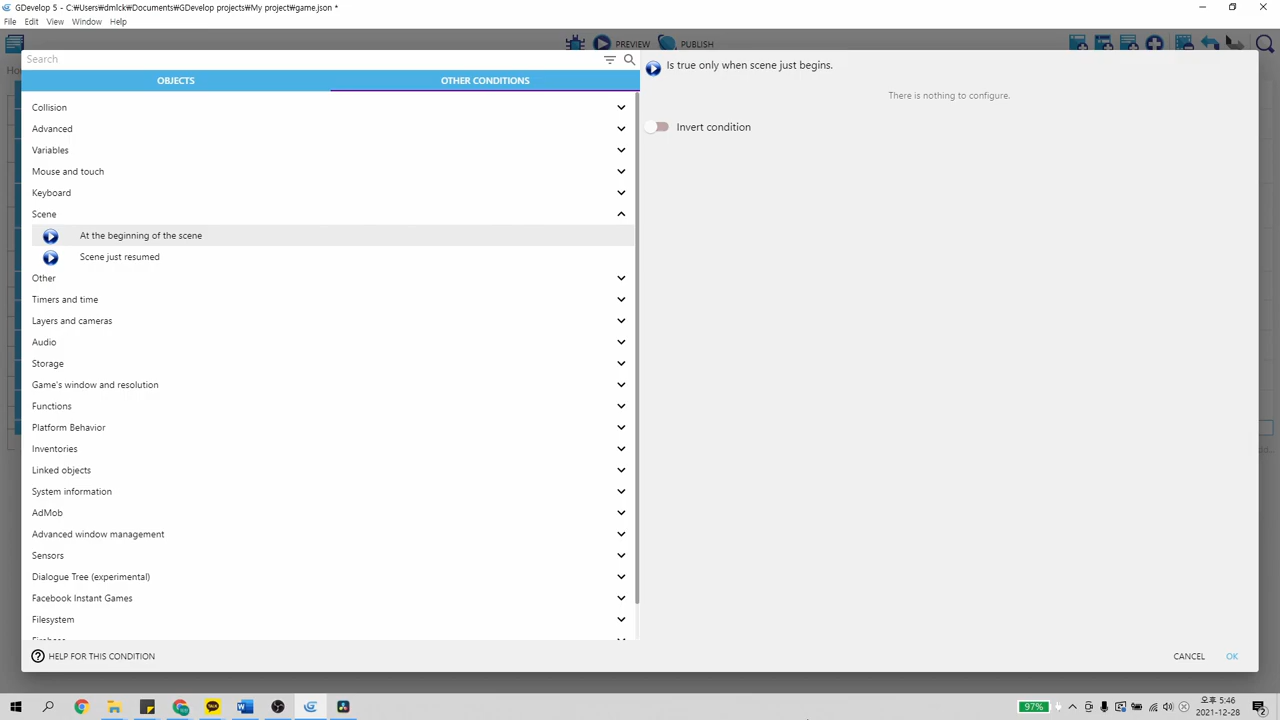 GDevelop 5 - C:₩Users₩dmlck₩Documents₩GDevelop projects₩My project₩game.json *
File Edit View Window Help
PREVIEW PUBLISH
Search
OBJECTS OTHER CONDITIONS
Is true only when scene just begins.
There is nothing to configure.
Invert condition
Collision
Advanced
Variables
Mouse and touch
Keyboard
Scene
At the beginning of the scene
Scene just resumed
Other
Timers and time
Layers and cameras
Audio
Storage
Game's window and resolution
Functions
Platform Behavior
Inventories
Linked objects
System information
AdMob
Advanced window management
Sensors
Dialogue Tree (experimental)
Facebook Instant Games
Filesystem
HELP FOR THIS CONDITION
CANCEL OK
97%
오후 5:46
2021-12-28